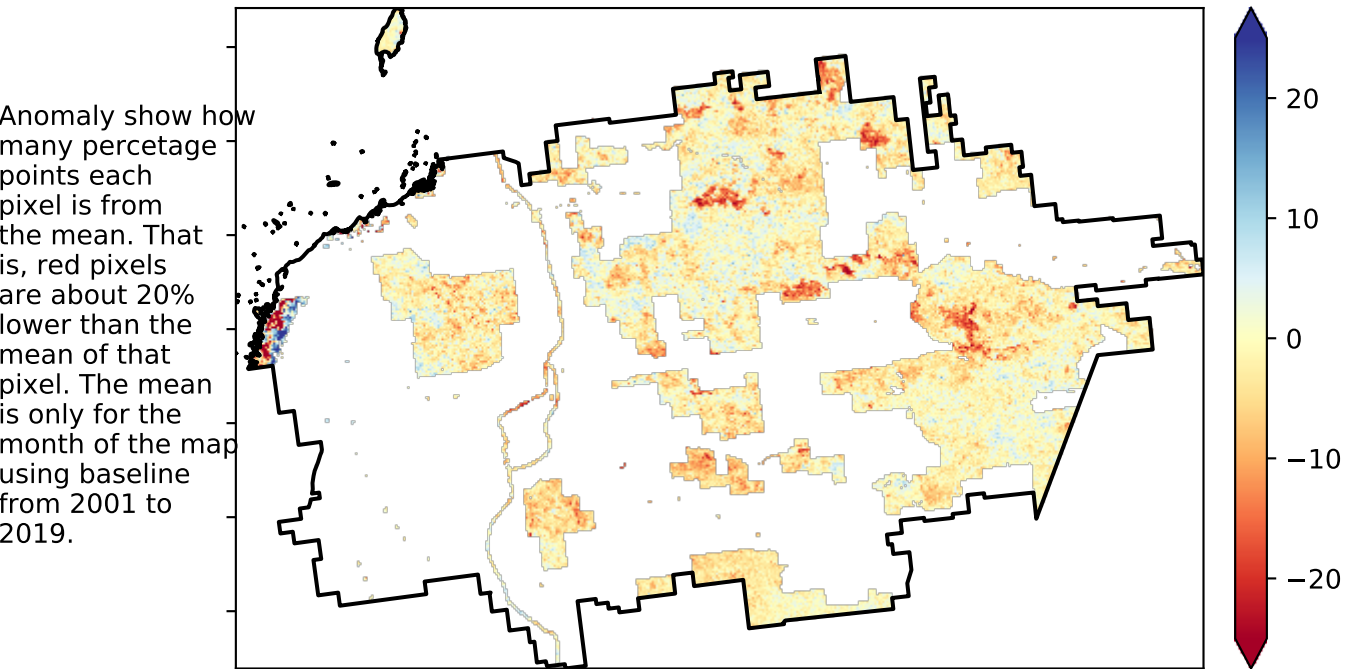 Anomaly show how
many percetage
points each
pixel is from
the mean. That
is, red pixels
are about 20%
lower than the
mean of that
pixel. The mean
is only for the
month of the map
using baseline
from 2001 to
2019.
20
10
0
−10
−20